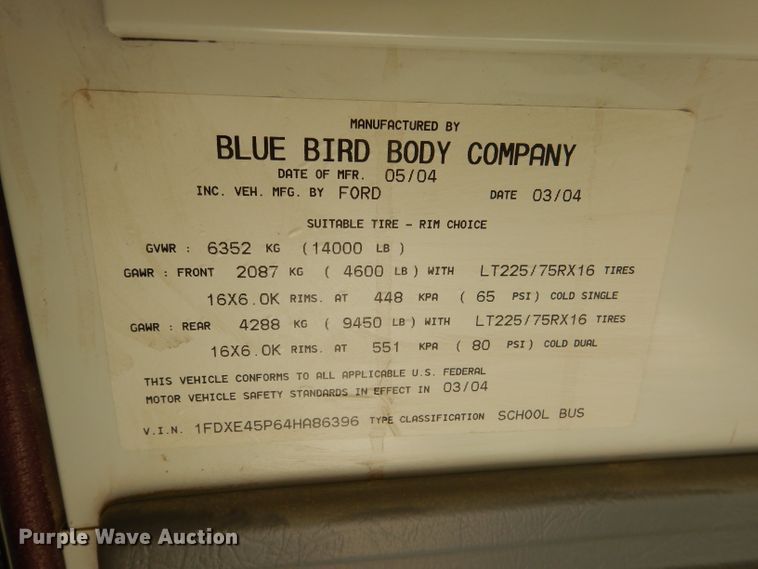 MANUFACTURED BY
BLUE BIRD BODY COMPANY
DATE OF MFR. 05/04
INC. VEH. MFG. BY FORD DATE 03/04
SUITABLE TIRE - RIM CHOICE
GVWR : 6352 KG (14000 LB)
GAWR : FRONT 2087 KG ( 4600 LB) WITH LT225/75RX16 TIRES
16X6.0K RIMS. AT 448 KPA ( 65 PSI) COLD SINGLE
GAWR : REAR 4288 KG ( 9450 LB) WITH LT225/75RX16 TIRES
16X6.0K RIMS. AT 551 KPA ( 80 PSI) COLD DUAL
THIS VEHICLE CONFORMS TO ALL APPLICABLE U.S. FEDERAL
MOTOR VEHICLE SAFETY STANDARDS IN EFFECT IN 03/04
V.I.N. 1FDXE45P64HA86396 TYPE CLASSIFICATION SCHOOL BUS
Purple Wave Auction